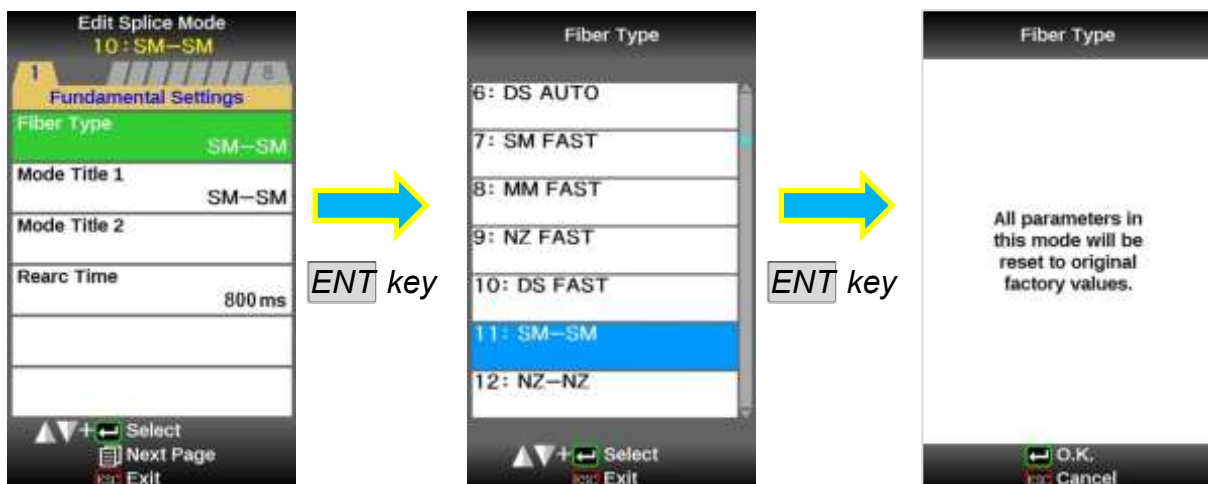 Edit Splice Mode
10:SM-SM
1
8
Fundamental Settings
Fiber Type
SM-SM
Mode Title 1
SM-SM
Mode Title 2
Rearc Time
800 ms
+ Select
Next Page
ESC Exit
ENT key
Fiber Type
6: DS AUTO
7: SM FAST
8: MM FAST
9: NZ FAST
10: DS FAST
11: SM-SM
12: NZ-NZ
+ Select
ESC Exit
ENT key
Fiber Type
All parameters in
this mode will be
reset to original
factory values.
O.K.
ESC Cancel